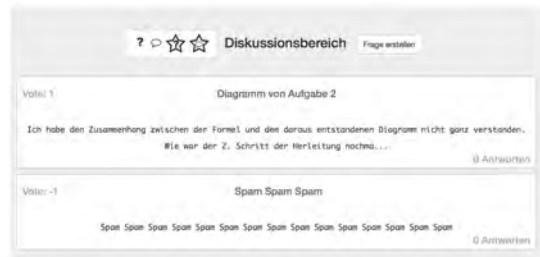 ? Diskussionsbereich Frage erstellen
Vote: 1 Diagramm von Aufgabe 2
Ich habe den Zusammenhang zwischen der Formel und dem daraus entstandenen Diagramm nicht ganz verstanden.
Wie war der 2. Schritt der Herleitung nochma...
0 Antworten
Vote: -1 Spam Spam Spam
Spam Spam Spam Spam Spam Spam Spam Spam Spam Spam Spam Spam Spam Spam Spam
0 Antworten